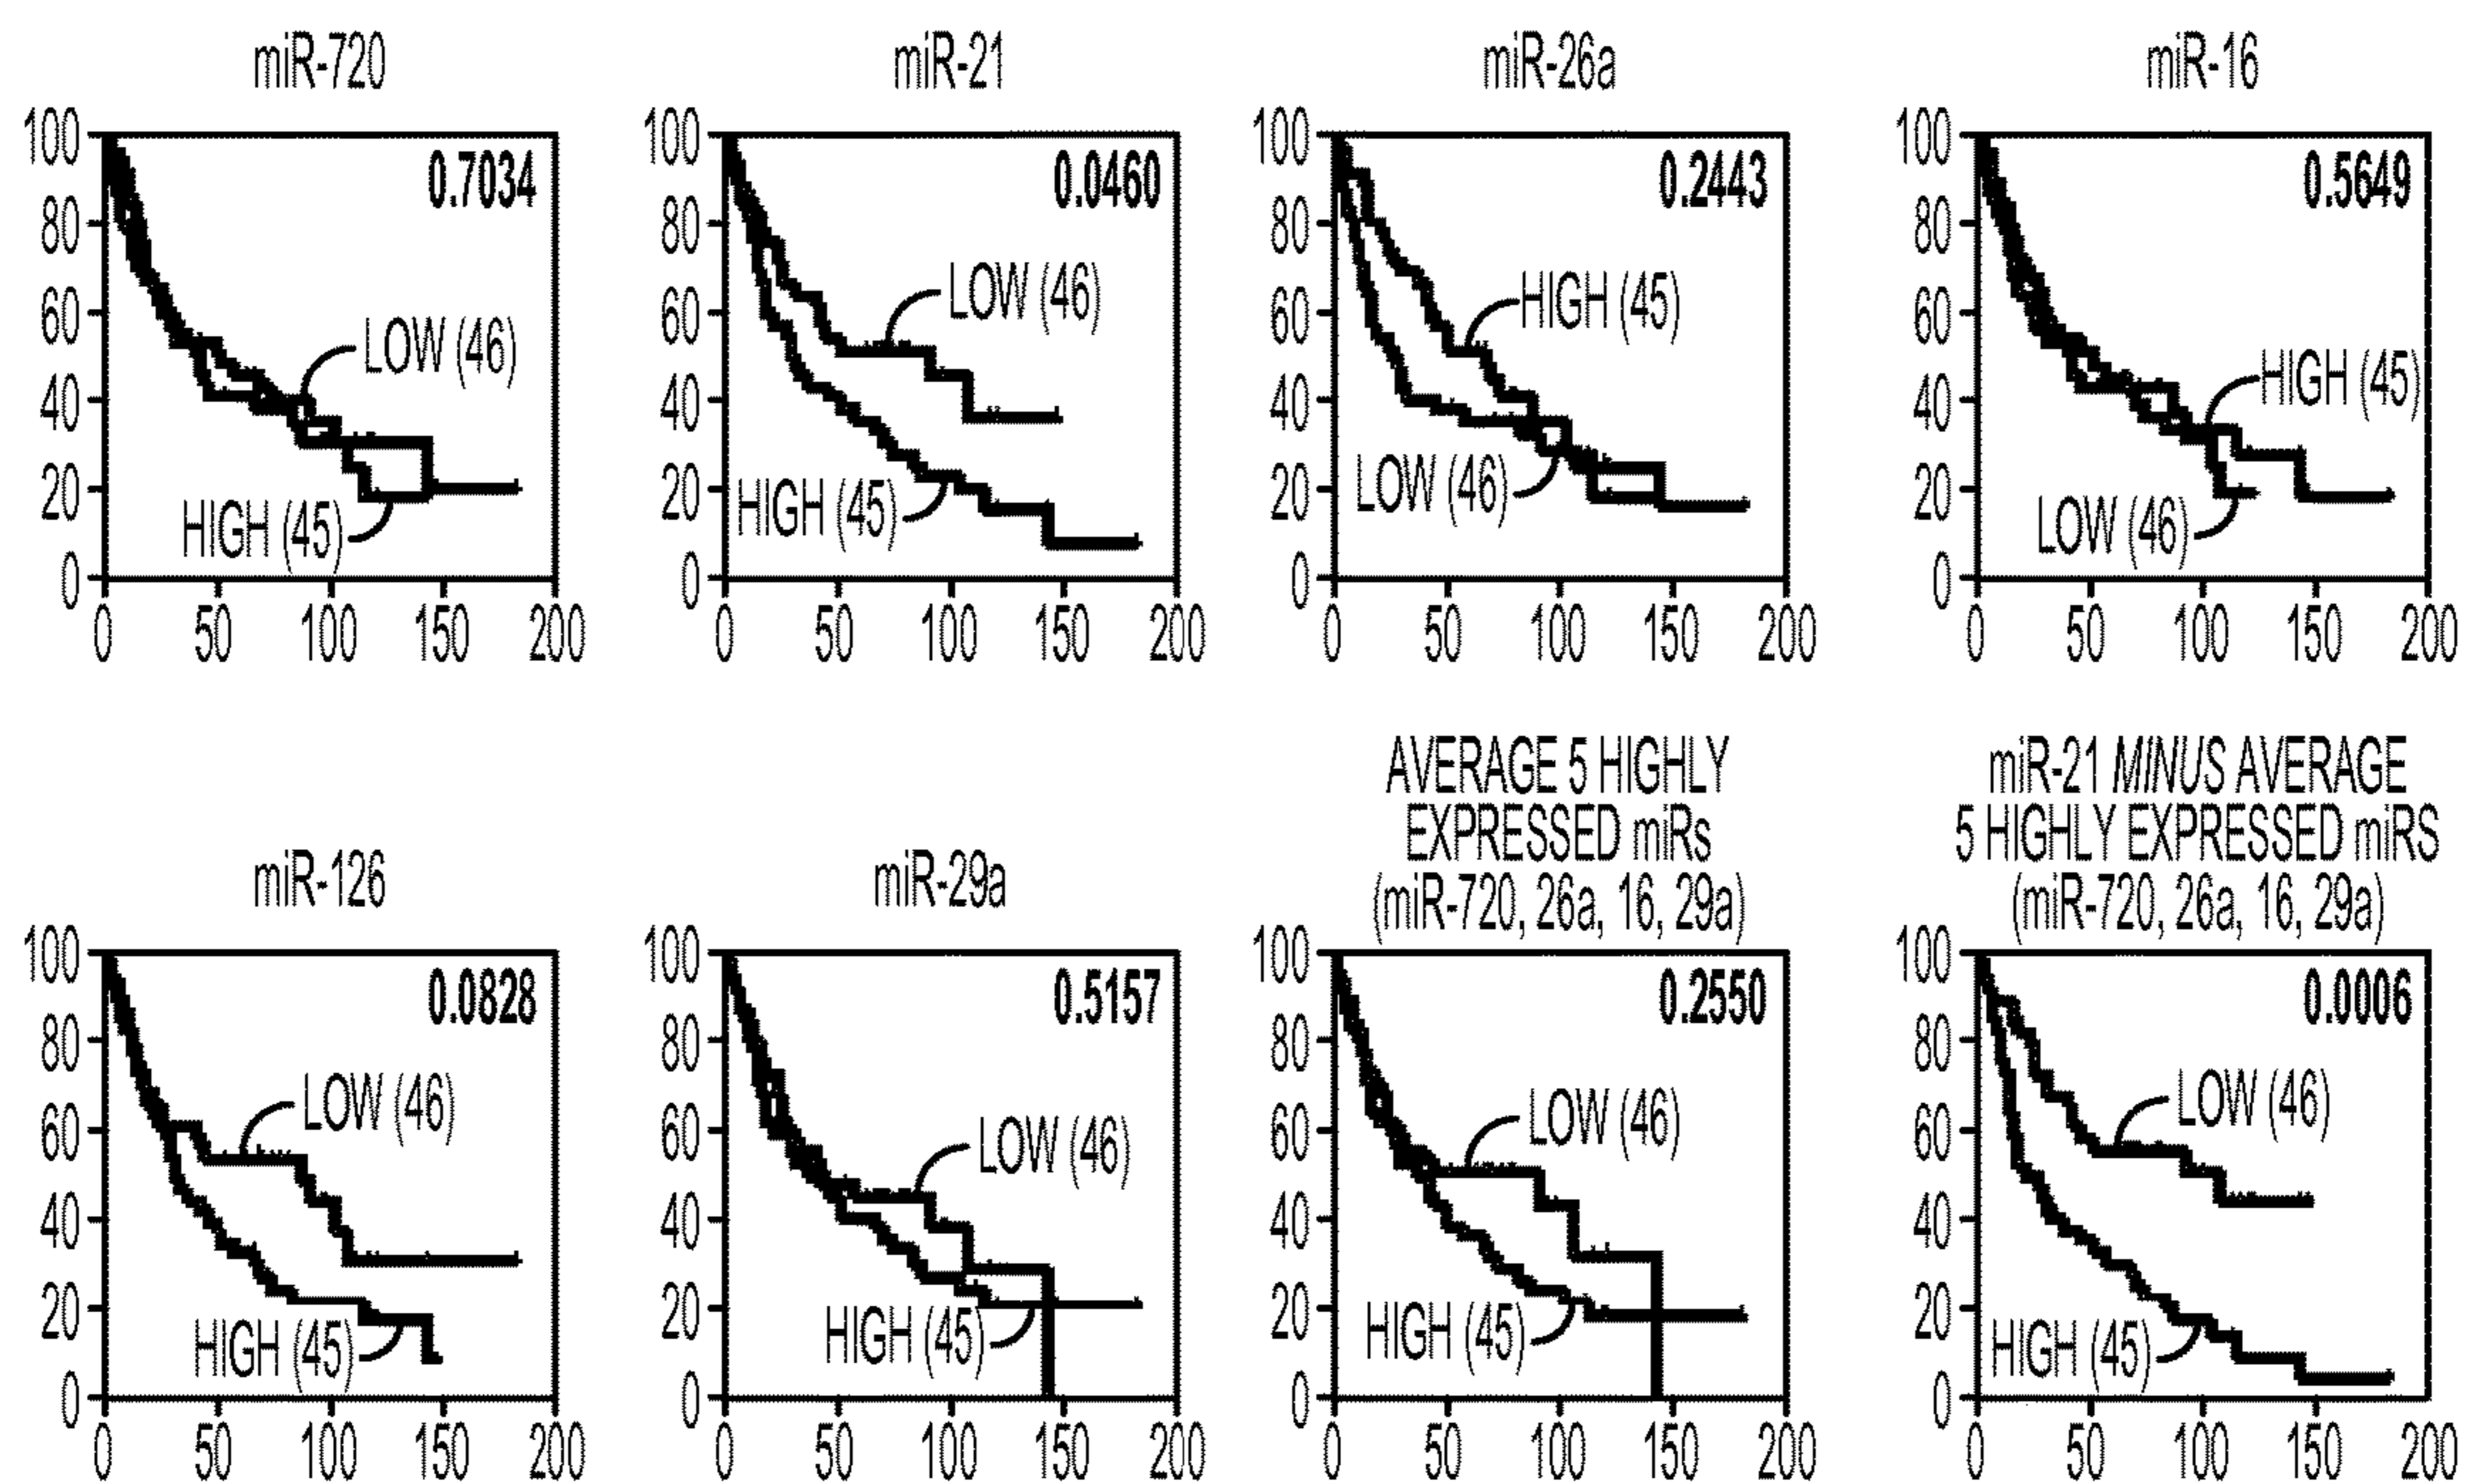 miR-720
100
80
60
40
20
0
0.7034
LOW (46)
HIGH (45)
0 50 100 150 200
miR-21
100
80
60
40
20
0
0.0460
LOW (46)
HIGH (45)
0 50 100 150 200
miR-26a
100
80
60
40
20
0
0.2443
HIGH (45)
LOW (46)
0 50 100 150 200
miR-16
100
80
60
40
20
0
0.5649
HIGH (45)
LOW (46)
0 50 100 150 200
miR-126
100
80
60
40
20
0
0.0828
LOW (46)
HIGH (45)
0 50 100 150 200
miR-29a
100
80
60
40
20
0
0.5157
LOW (46)
HIGH (45)
0 50 100 150 200
AVERAGE 5 HIGHLY
EXPRESSED miRs
(miR-720, 26a, 16, 29a)
100
80
60
40
20
0
0.2550
LOW (46)
HIGH (45)
0 50 100 150 200
miR-21 MINUS AVERAGE
5 HIGHLY EXPRESSED miRS
(miR-720, 26a, 16, 29a)
100
80
60
40
20
0
0.0006
LOW (46)
HIGH (45)
0 50 100 150 200